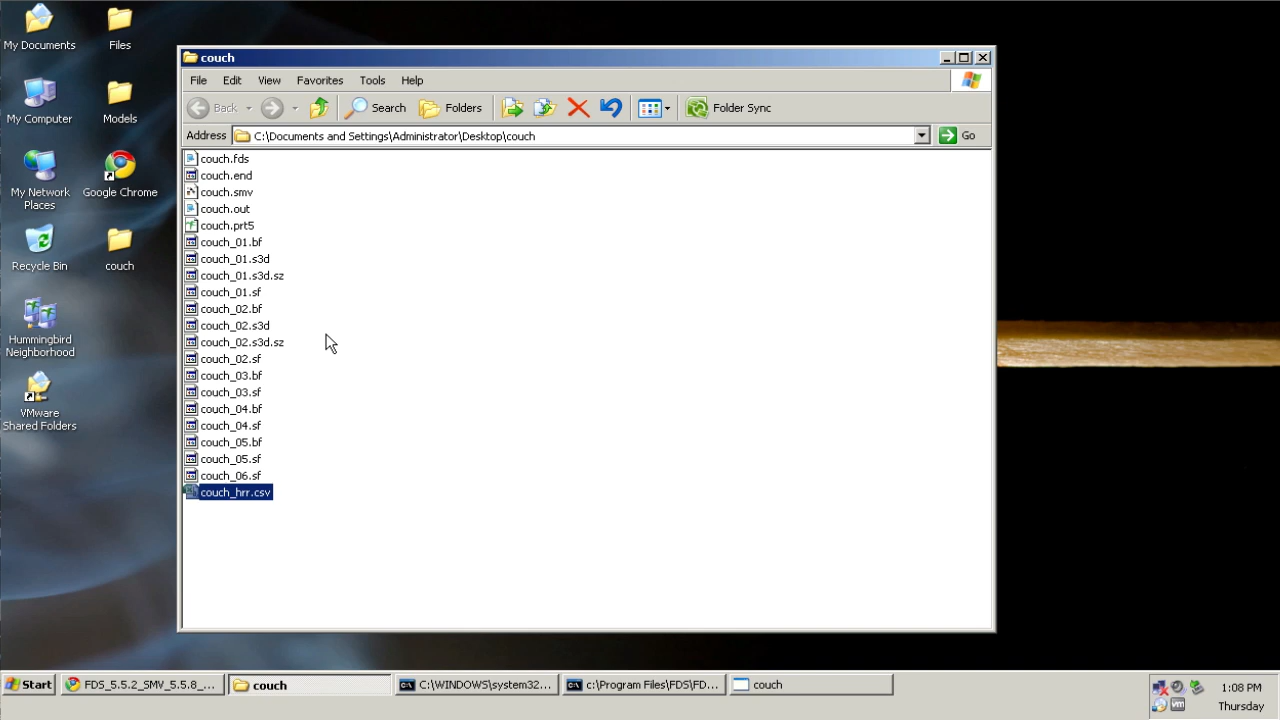 My Documents
Files
My Computer
Models
My Network
Places
Google Chrome
Recycle Bin
couch
Hummingbird
Neighborhood
VMware
Shared Folders
couch
File Edit View Favorites Tools Help
Back Search Folders Folder Sync
Address C:\Documents and Settings\Administrator\Desktop\couch Go
couch.fds
couch.end
couch.smv
couch.out
couch.prt5
couch_01.bf
couch_01.s3d
couch_01.s3d.sz
couch_01.sf
couch_02.bf
couch_02.s3d
couch_02.s3d.sz
couch_02.sf
couch_03.bf
couch_03.sf
couch_04.bf
couch_04.sf
couch_05.bf
couch_05.sf
couch_06.sf
couch_hrr.csv
Start FDS_5.5.2_SMV_5.5.8_... couch C:\WINDOWS\system32... c:\Program Files\FDS\FD... couch 1:08 PM
Thursday